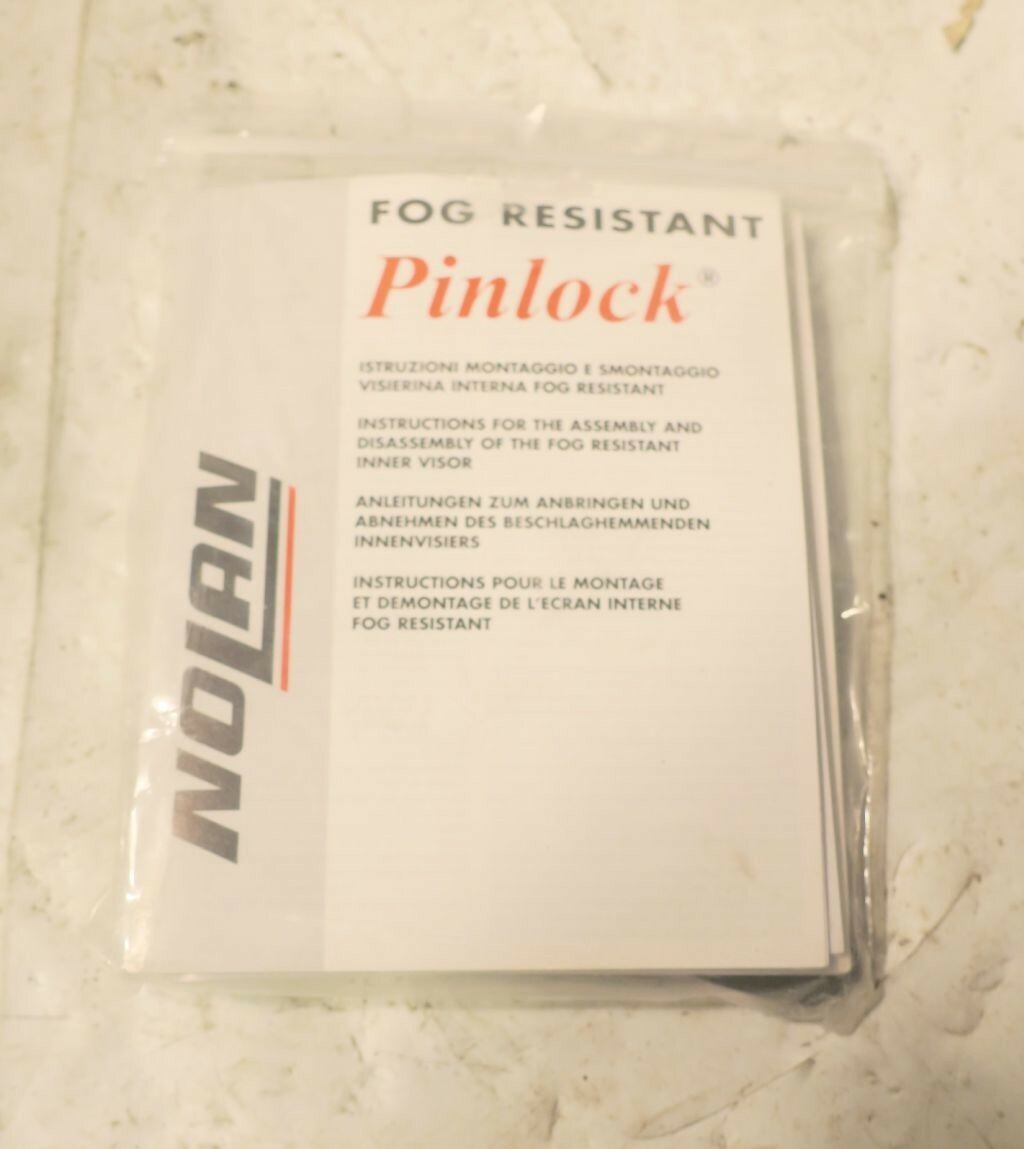 FOG RESISTANT
Pinlock®
ISTRUZIONI MONTAGGIO E SMONTAGGIO
VISIERINA INTERNA FOG RESISTANT
INSTRUCTIONS FOR THE ASSEMBLY AND
DISASSEMBLY OF THE FOG RESISTANT
INNER VISOR
ANLEITUNGEN ZUM ANBRINGEN UND
ABNEHMEN DES BESCHLAGHEMMENDEN
INNENVISIERS
INSTRUCTIONS POUR LE MONTAGE
ET DEMONTAGE DE L'ECRAN INTERNE
FOG RESISTANT
NOLAN